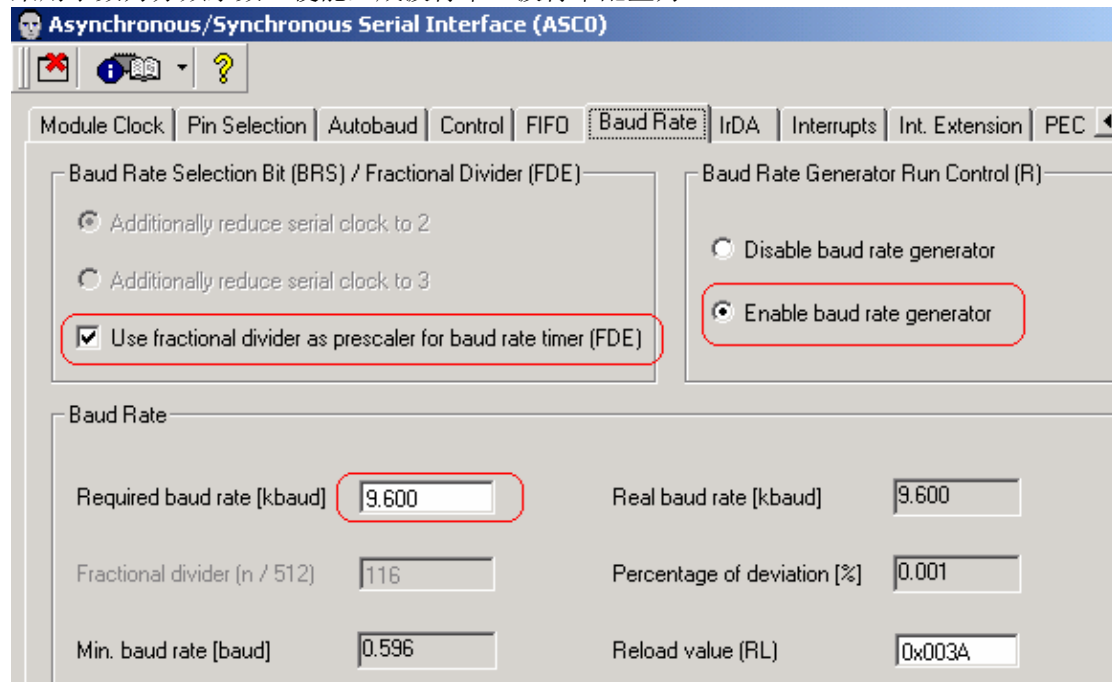 Asynchronous/Synchronous Serial Interface (ASC0)
Module Clock Pin Selection Autobaud Control FIFO Baud Rate IrDA Interrupts Int. Extension PEC
Baud Rate Selection Bit (BRS) / Fractional Divider (FDE)
Additionally reduce serial clock to 2
Additionally reduce serial clock to 3
Use fractional divider as prescaler for baud rate timer (FDE)
Baud Rate Generator Run Control (R)
Disable baud rate generator
Enable baud rate generator
Baud Rate
Required baud rate [kbaud] 9.600
Real baud rate [kbaud] 9.600
Fractional divider (n / 512) 116
Percentage of deviation [%] 0.001
Min. baud rate [baud] 0.596
Reload value (RL) 0x003A